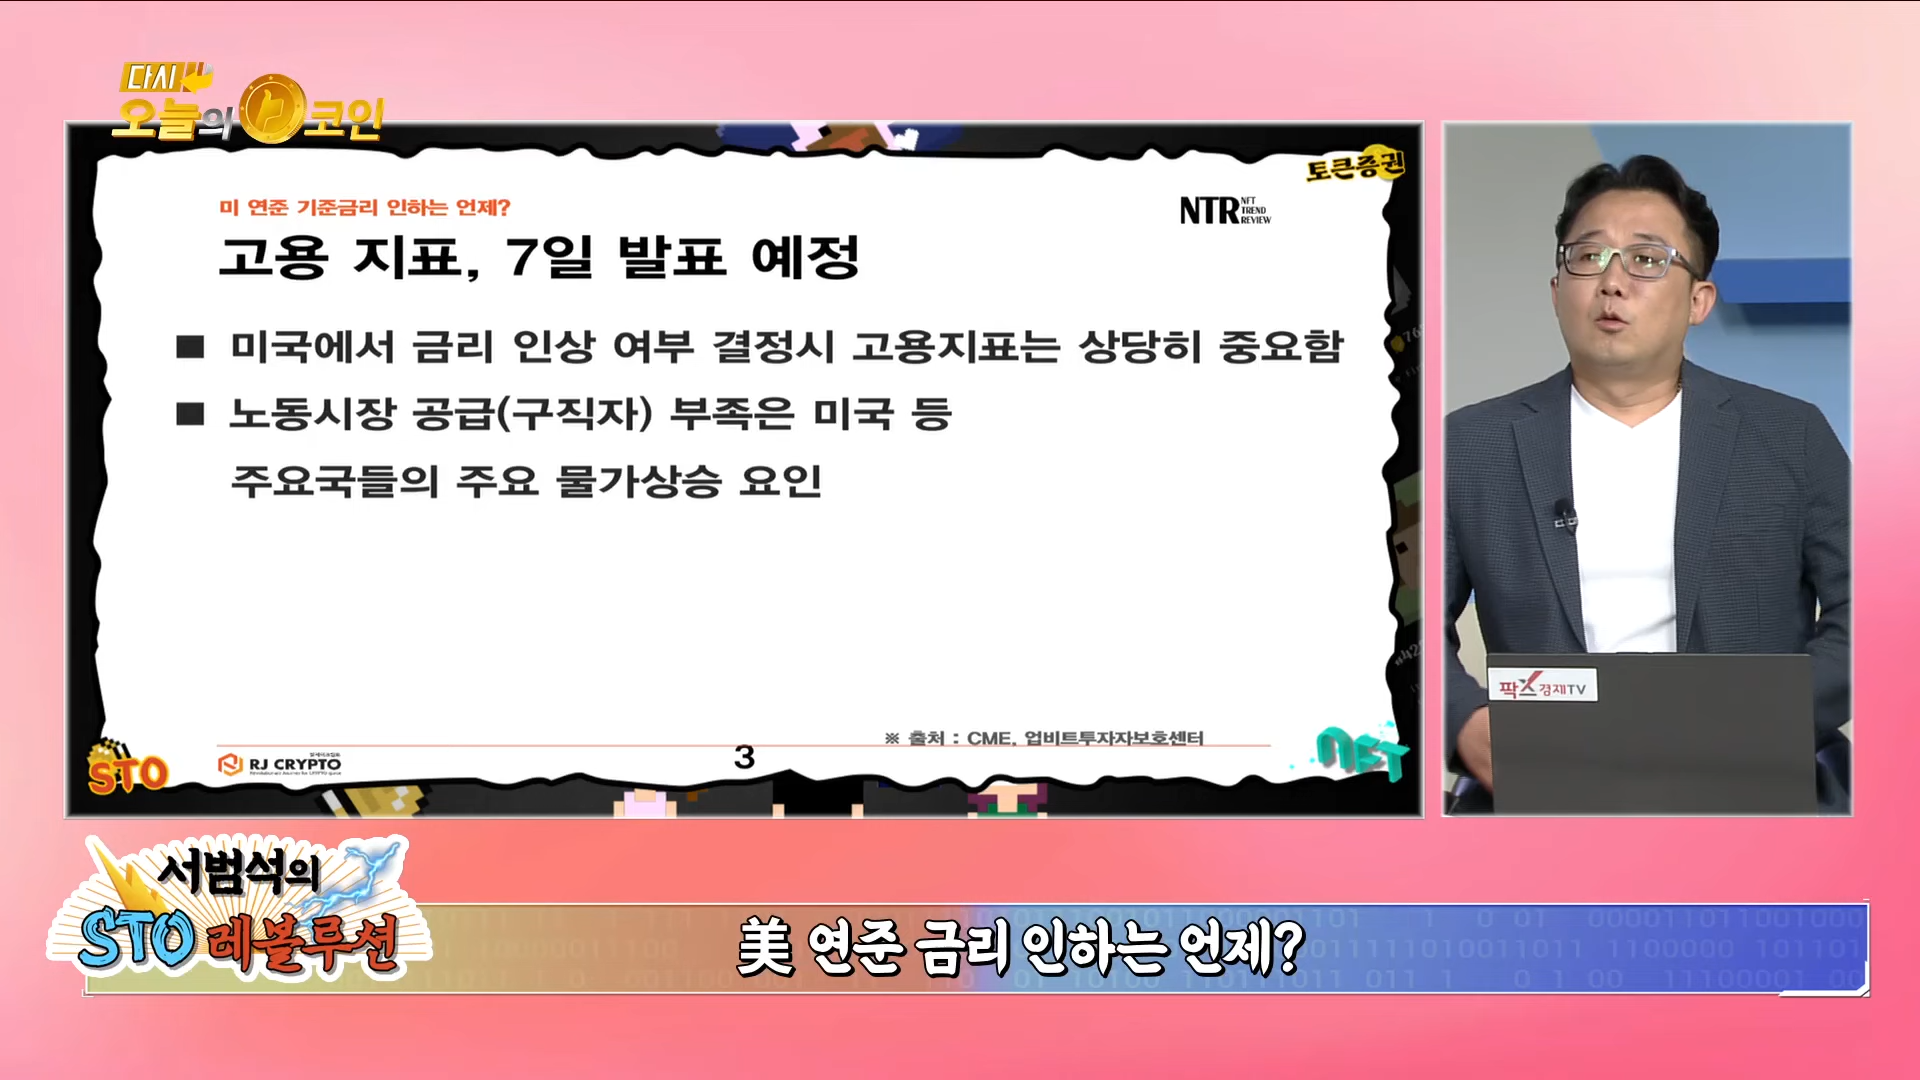 다시
오늘의 코인
토큰증권
미 연준 기준금리 인하는 언제?
NTR NFT TREND REVIEW
고용 지표, 7일 발표 예정
■ 미국에서 금리 인상 여부 결정시 고용지표는 상당히 중요함
■ 노동시장 공급(구직자) 부족은 미국 등
주요국들의 주요 물가상승 요인
※ 출처 : CME, 업비트투자자보호센터
STO
RJ CRYPTO
3
NFT
팍스경제TV
서범석의
STO 레볼루션
美 연준 금리 인하는 언제?